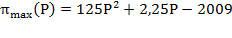 π_max(P) = 125P² + 2,25P − 2009